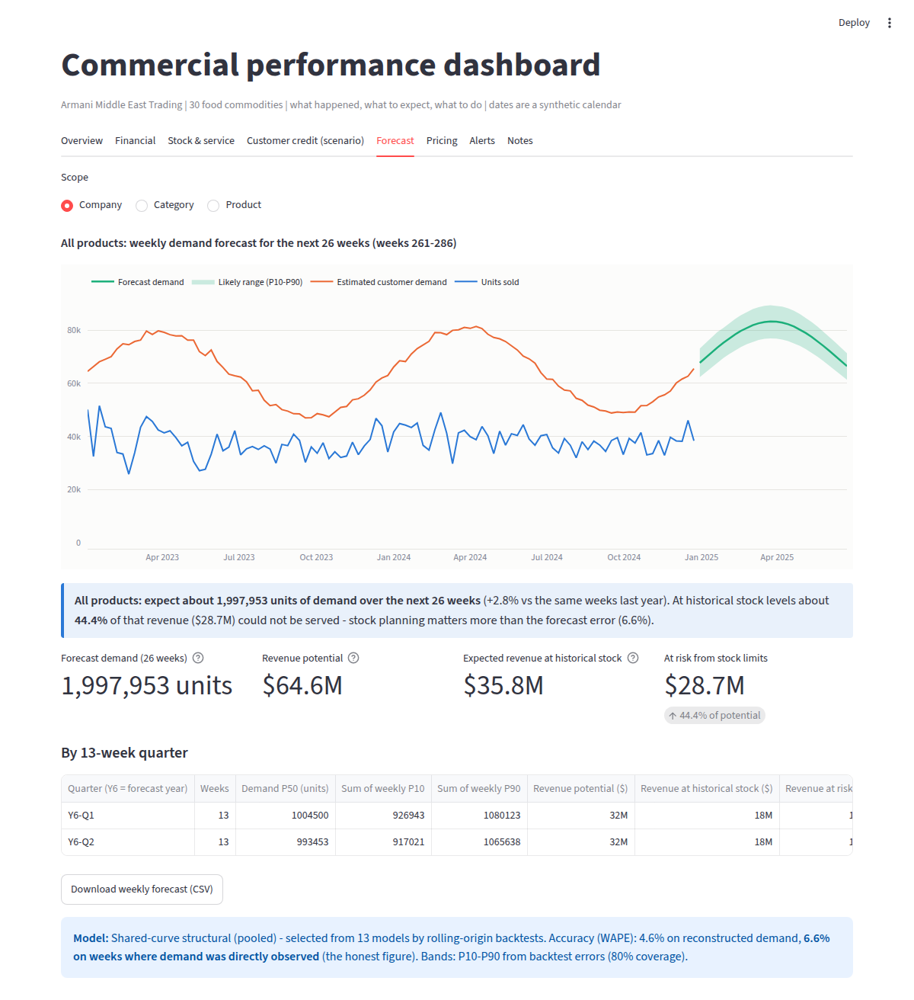 Deploy
Commercial performance dashboard
Armani Middle East Trading | 30 food commodities | what happened, what to expect, what to do | dates are a synthetic calendar
Overview Financial Stock & service Customer credit (scenario) Forecast Pricing Alerts Notes
Scope
Company Category Product
All products: weekly demand forecast for the next 26 weeks (weeks 261-286)
Forecast demand Likely range (P10-P90) Estimated customer demand Units sold
80k
60k
40k
20k
0
Apr 2023 Jul 2023 Oct 2023 Jan 2024 Apr 2024 Jul 2024 Oct 2024 Jan 2025 Apr 2025
All products: expect about 1,997,953 units of demand over the next 26 weeks (+2.8% vs the same weeks last year). At historical stock levels about
44.4% of that revenue ($28.7M) could not be served - stock planning matters more than the forecast error (6.6%).
Forecast demand (26 weeks) Revenue potential Expected revenue at historical stock At risk from stock limits
1,997,953 units $64.6M $35.8M $28.7M
↑ 44.4% of potential
By 13-week quarter
Quarter (Y6 = forecast year) Weeks Demand P50 (units) Sum of weekly P10 Sum of weekly P90 Revenue potential ($) Revenue at historical stock ($) Revenue at risk
Y6-Q1 13 1004500 926943 1080123 32M 18M
Y6-Q2 13 993453 917021 1065638 32M 18M
Download weekly forecast (CSV)
Model: Shared-curve structural (pooled) - selected from 13 models by rolling-origin backtests. Accuracy (WAPE): 4.6% on reconstructed demand, 6.6%
on weeks where demand was directly observed (the honest figure). Bands: P10-P90 from backtest errors (80% coverage).